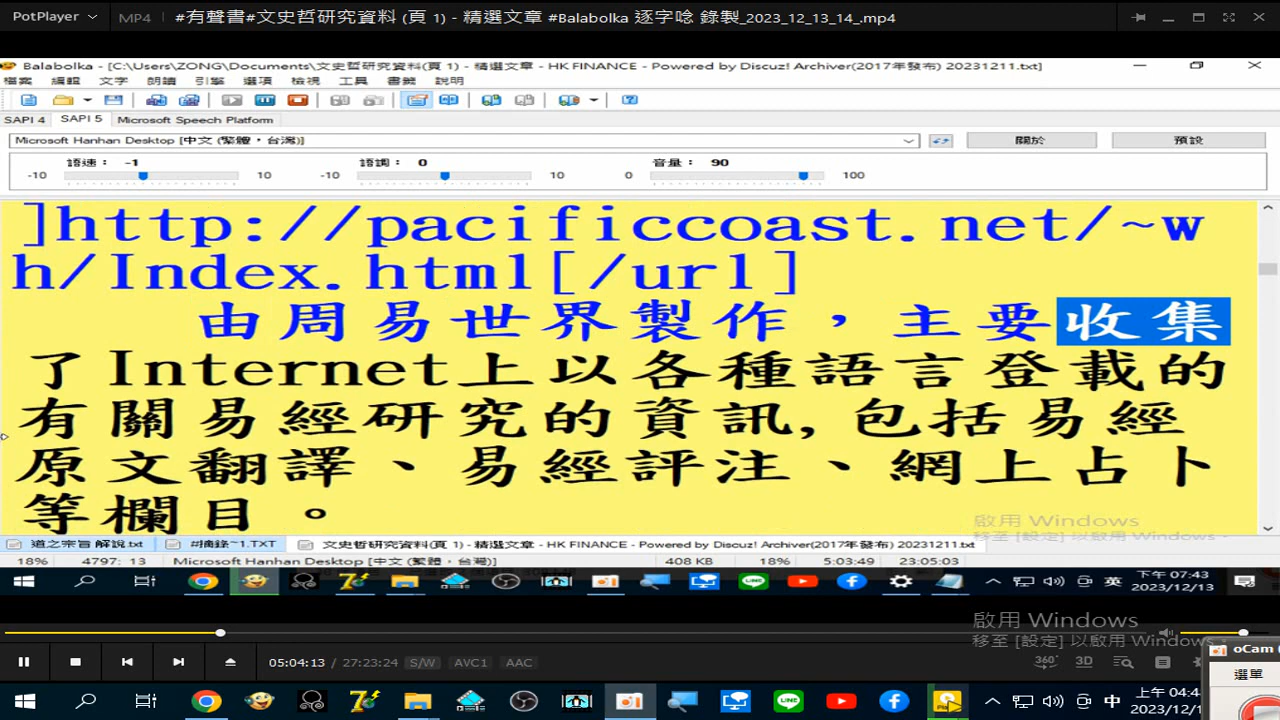 PotPlayer MP4 #有聲書#文史哲研究資料 (頁 1) - 精選文章 #Balabolka 逐字唸 錄製_2023_12_13_14_.mp4
Balabolka - [C:\Users\ZONG\Documents\文史哲研究資料(頁 1) - 精選文章 - HK FINANCE - Powered by Discuz! Archiver(2017年發布) 20231211.txt]
檔案 編輯 文字 朗讀 引擎 選項 檢視 工具 書籤 說明
SAPI 4 SAPI 5 Microsoft Speech Platform
Microsoft Hanhan Desktop [中文 (繁體，台灣)] 關於 預設
語速： -1 語調： 0 音量： 90
-10 10 -10 10 0 100
]http://pacificcoast.net/~w
h/Index.html[/url]
由周易世界製作，主要收集
了Internet上以各種語言登載的
有關易經研究的資訊,包括易經
原文翻譯、易經評注、網上占卜
等欄目。
啟用 Windows
移至 [設定] 以啟用 Windows。
道之宗旨 解說.txt #摘錄~1.TXT 文史哲研究資料(頁 1) - 精選文章 - HK FINANCE - Powered by Discuz! Archiver(2017年發布) 20231211.txt
18% 4797: 13 Microsoft Hanhan Desktop [中文 (繁體，台灣)] 408 KB 18% 5:03:49 23:05:03
英 下午 07:43
2023/12/13
啟用 Windows
移至 [設定] 以啟用 Windows。
05:04:13 / 27:23:24 S/W AVC1 AAC 360° 3D
oCam
選單
中 上午 04:4
2023/12/1